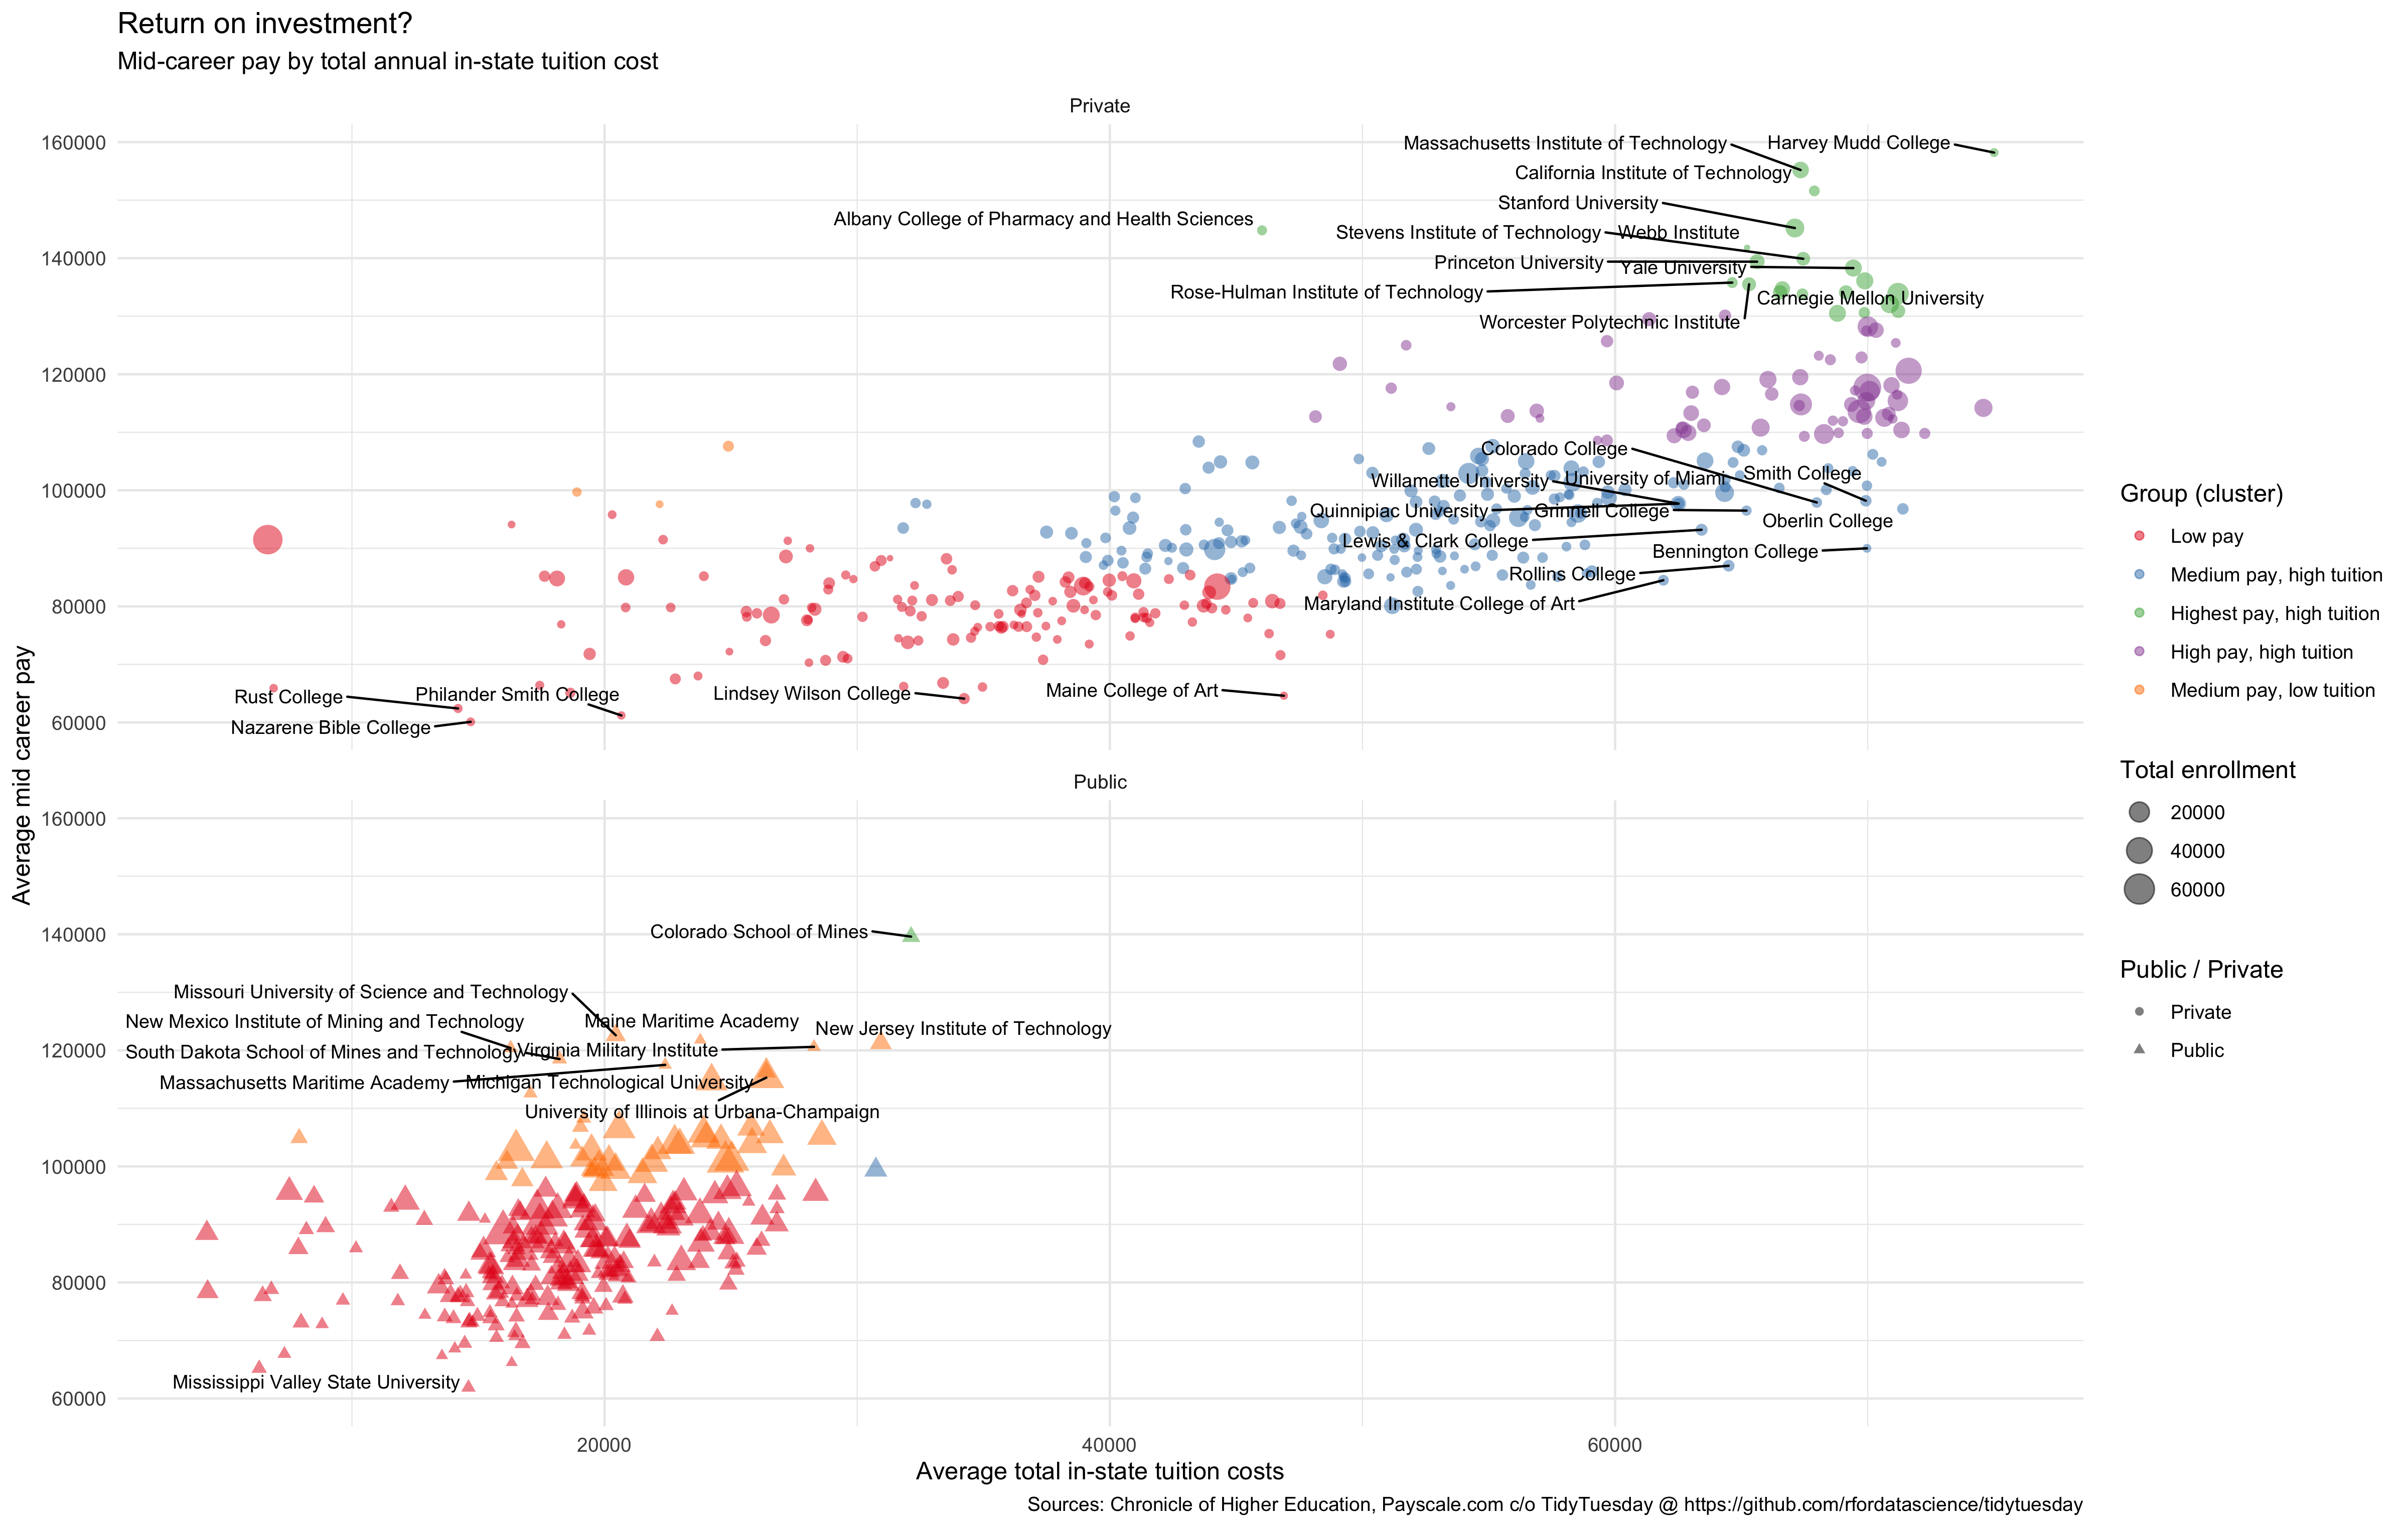 Return on investment?
Mid-career pay by total annual in-state tuition cost
Private
160000
140000
120000
100000
80000
60000
Massachusetts Institute of Technology
Harvey Mudd College
California Institute of Technology
Stanford University
Albany College of Pharmacy and Health Sciences
Stevens Institute of Technology
Webb Institute
Princeton University
Yale University
Rose-Hulman Institute of Technology
Carnegie Mellon University
Worcester Polytechnic Institute
Colorado College
Smith College
Willamette University
University of Miami
Quinnipiac University
Grinnell College
Oberlin College
Lewis & Clark College
Bennington College
Rollins College
Maryland Institute College of Art
Rust College
Philander Smith College
Lindsey Wilson College
Maine College of Art
Nazarene Bible College
Average mid career pay
Public
160000
140000
120000
100000
80000
60000
Colorado School of Mines
Missouri University of Science and Technology
New Mexico Institute of Mining and Technology
Maine Maritime Academy
New Jersey Institute of Technology
South Dakota School of Mines and Technology
Virginia Military Institute
Massachusetts Maritime Academy
Michigan Technological University
University of Illinois at Urbana-Champaign
Mississippi Valley State University
20000
40000
60000
Average total in-state tuition costs
Sources: Chronicle of Higher Education, Payscale.com c/o TidyTuesday @ https://github.com/rfordatascience/tidytuesday
Group (cluster)
Low pay
Medium pay, high tuition
Highest pay, high tuition
High pay, high tuition
Medium pay, low tuition
Total enrollment
20000
40000
60000
Public / Private
Private
Public